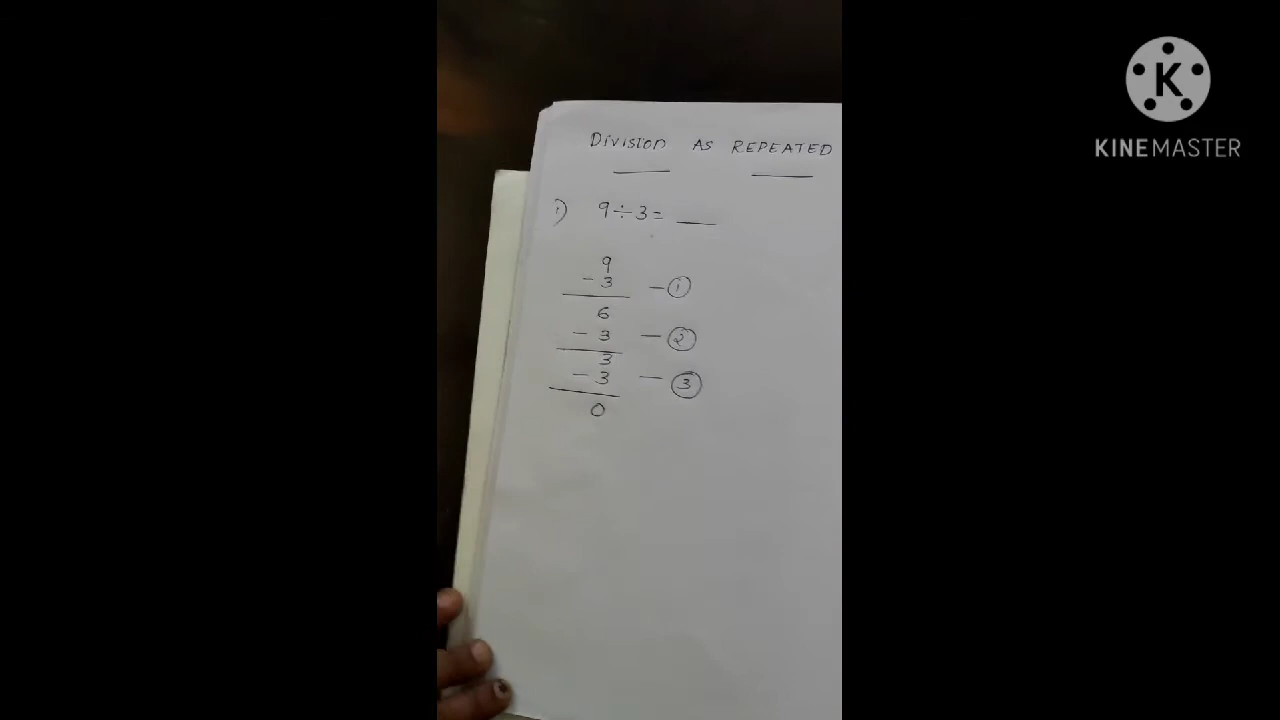 DIVISION AS REPEATED
1) 9÷3= ___
9
- 3 - ①
6
- 3 - ②
3
- 3 - ③
0
K
KINEMASTER